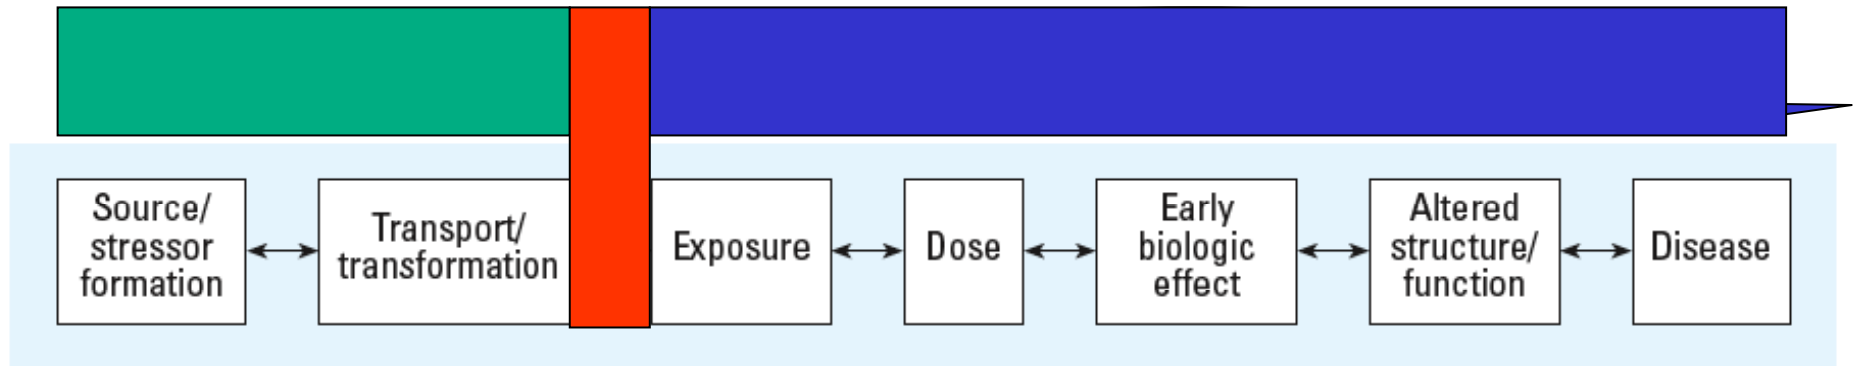 Source/
stressor
formation
Transport/
transformation
Exposure
Dose
Early
biologic
effect
Altered
structure/
function
Disease